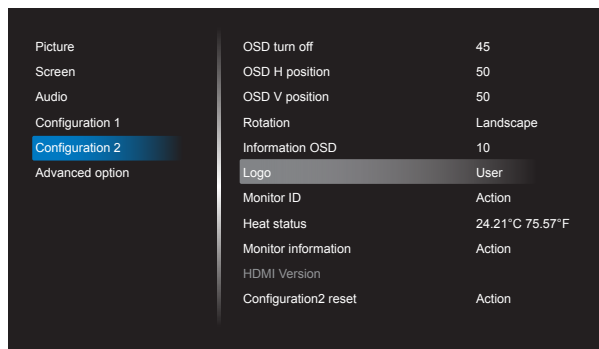 Picture
Screen
Audio
Configuration 1
Configuration 2
Advanced option
OSD turn off 45
OSD H position 50
OSD V position 50
Rotation Landscape
Information OSD 10
Logo User
Monitor ID Action
Heat status 24.21°C 75.57°F
Monitor information Action
HDMI Version
Configuration2 reset Action